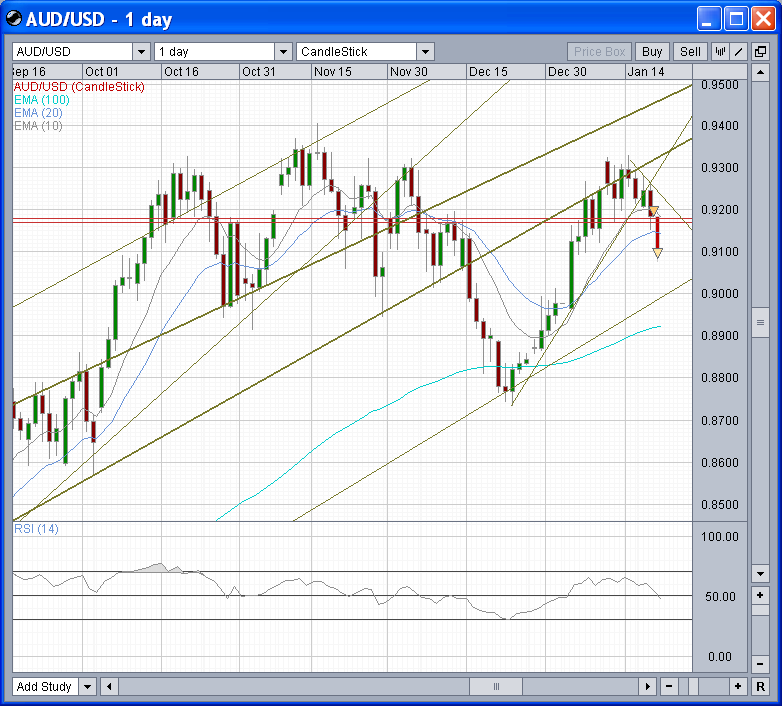 AUD/USD - 1 day
AUD/USD 1 day CandleStick Price Box Buy Sell
ep 16 Oct 01 Oct 16 Oct 31 Nov 15 Nov 30 Dec 15 Dec 30 Jan 14
AUD/USD (CandleStick)
EMA (100)
EMA (20)
EMA (10)
0.9500
0.9400
0.9300
0.9200
0.9100
0.9000
0.8900
0.8800
0.8700
0.8600
0.8500
RSI (14)
100.00
50.00
0.00
Add Study R